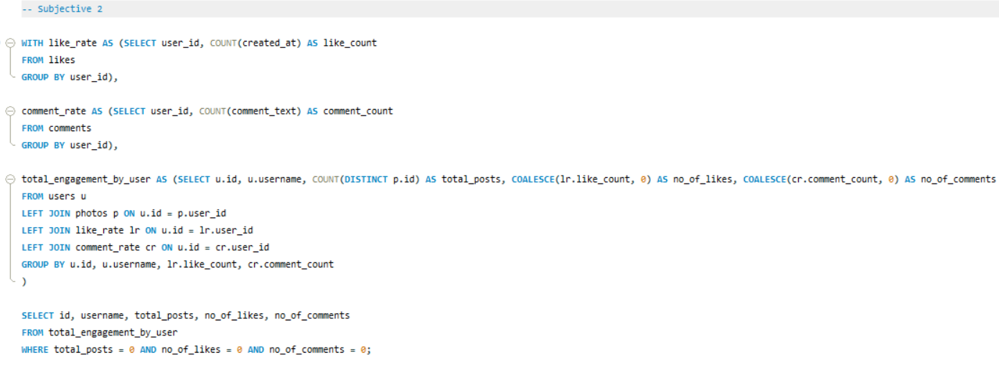 -- Subjective 2
WITH like_rate AS (SELECT user_id, COUNT(created_at) AS like_count
FROM likes
GROUP BY user_id),
comment_rate AS (SELECT user_id, COUNT(comment_text) AS comment_count
FROM comments
GROUP BY user_id),
total_engagement_by_user AS (SELECT u.id, u.username, COUNT(DISTINCT p.id) AS total_posts, COALESCE(lr.like_count, 0) AS no_of_likes, COALESCE(cr.comment_count, 0) AS no_of_comments
FROM users u
LEFT JOIN photos p ON u.id = p.user_id
LEFT JOIN like_rate lr ON u.id = lr.user_id
LEFT JOIN comment_rate cr ON u.id = cr.user_id
GROUP BY u.id, u.username, lr.like_count, cr.comment_count
)
SELECT id, username, total_posts, no_of_likes, no_of_comments
FROM total_engagement_by_user
WHERE total_posts = 0 AND no_of_likes = 0 AND no_of_comments = 0;